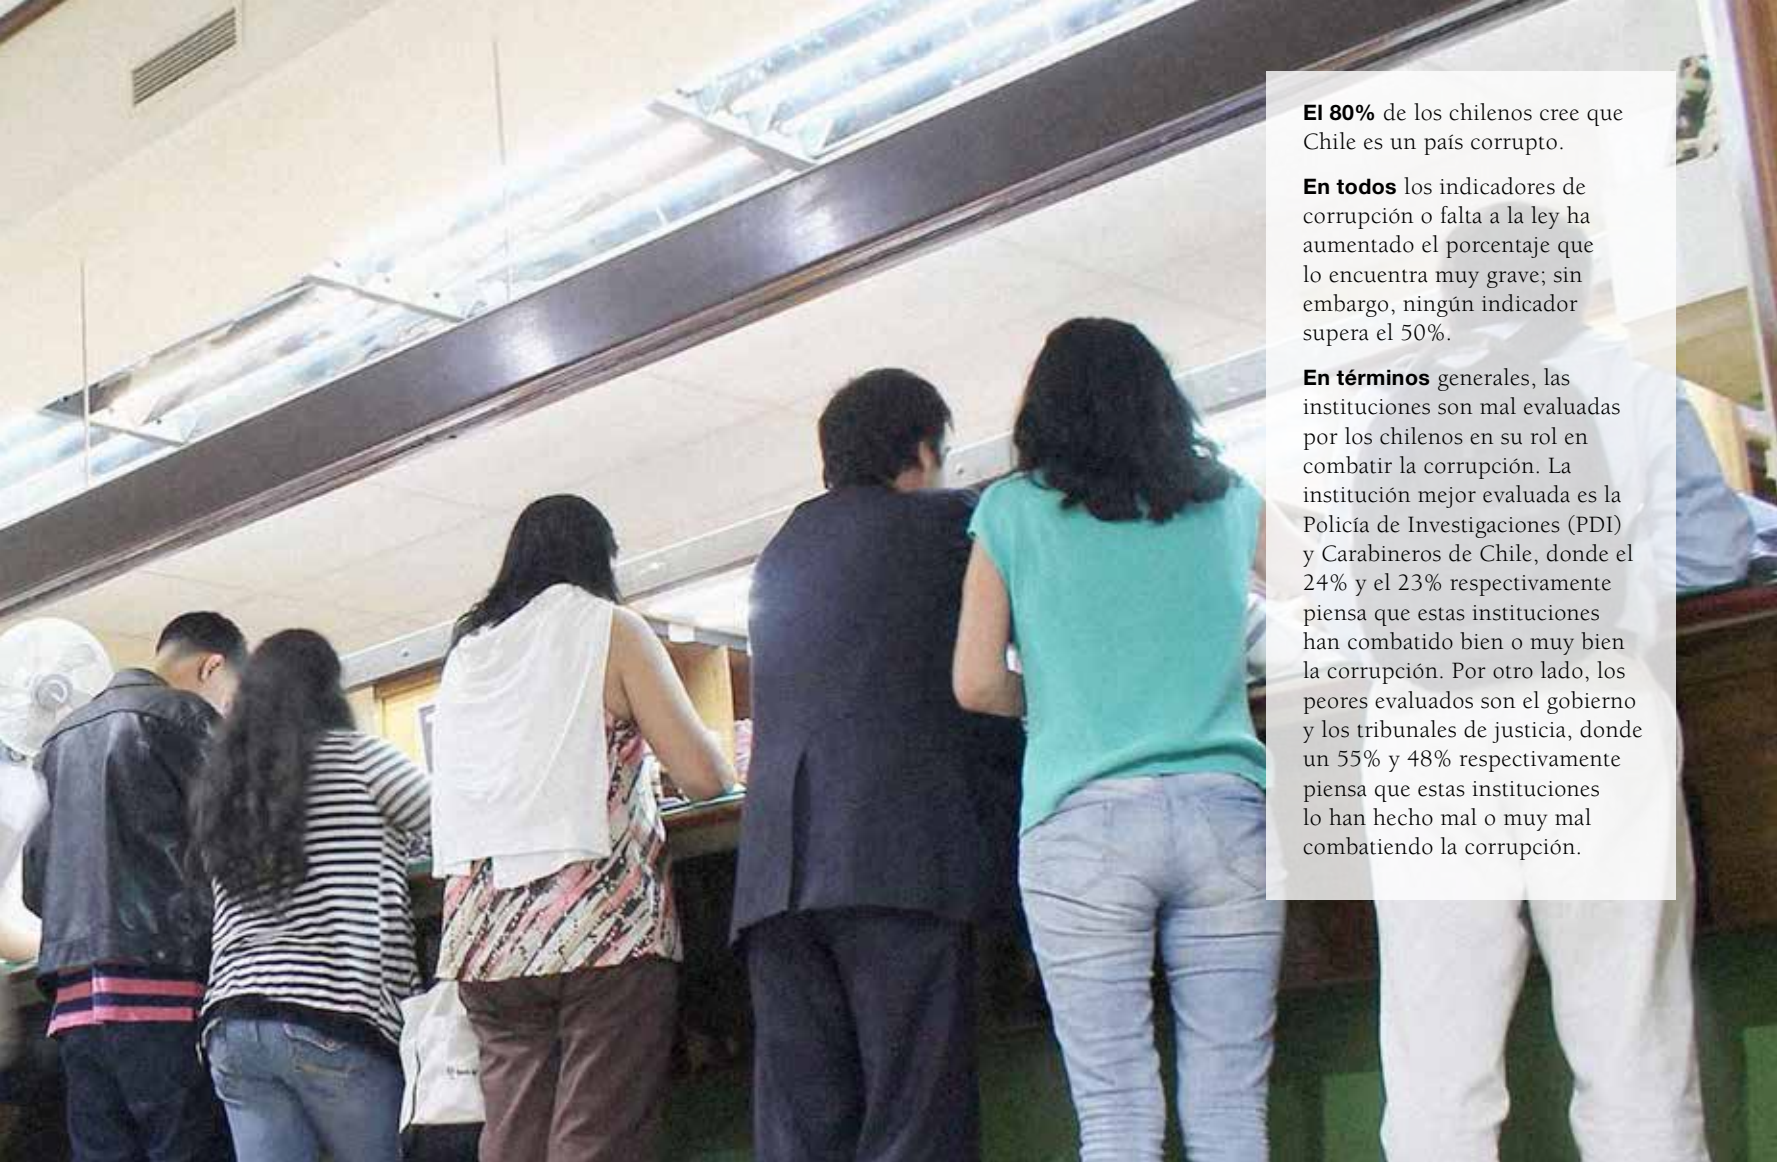 El 80% de los chilenos cree que
Chile es un país corrupto.
En todos los indicadores de
corrupción o falta a la ley ha
aumentado el porcentaje que
lo encuentra muy grave; sin
embargo, ningún indicador
supera el 50%.
En términos generales, las
instituciones son mal evaluadas
por los chilenos en su rol en
combatir la corrupción. La
institución mejor evaluada es la
Policía de Investigaciones (PDI)
y Carabineros de Chile, donde el
24% y el 23% respectivamente
piensa que estas instituciones
han combatido bien o muy bien
la corrupción. Por otro lado, los
peores evaluados son el gobierno
y los tribunales de justicia, donde
un 55% y 48% respectivamente
piensa que estas instituciones
lo han hecho mal o muy mal
combatiendo la corrupción.